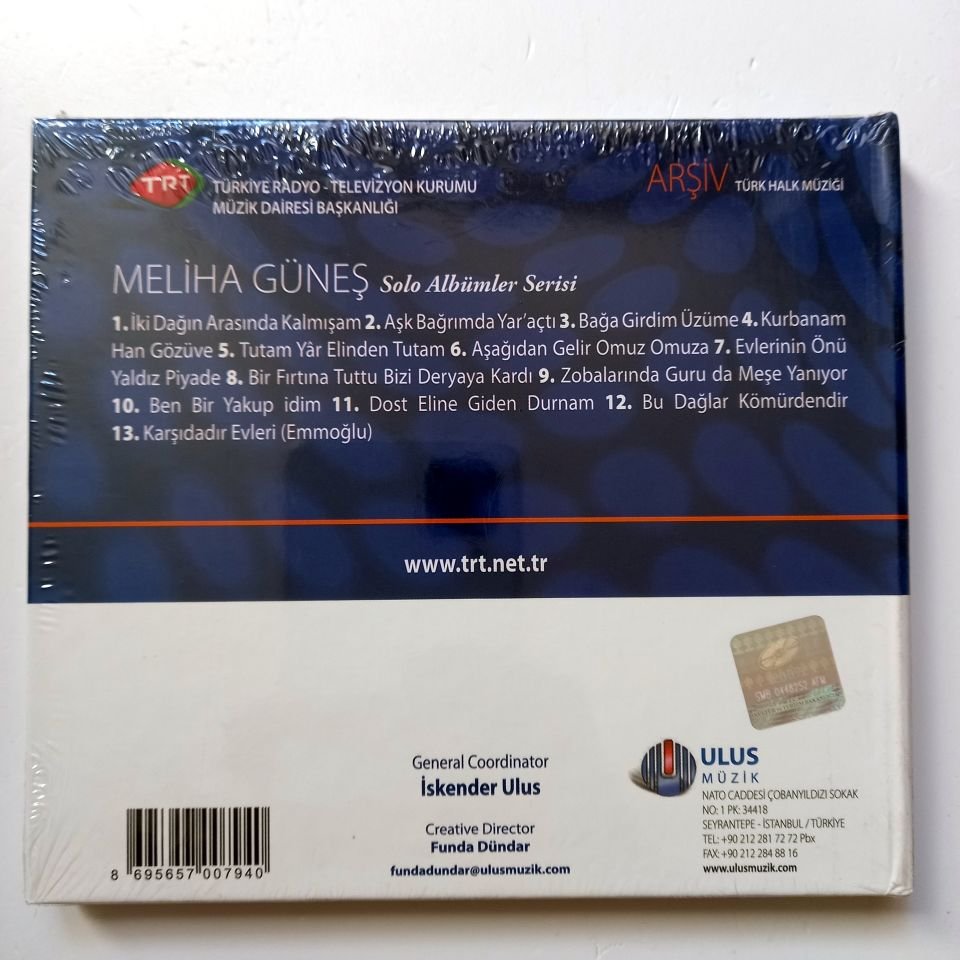 TRT
TÜRKİYE RADYO - TELEVİZYON KURUMU
MÜZİK DAİRESİ BAŞKANLIĞI
ARŞİV TÜRK HALK MÜZİĞİ
MELİHA GÜNEŞ Solo Albümler Serisi
1. İki Dağın Arasında Kalmışam 2. Aşk Bağrımda Yar'açtı 3. Bağa Girdim Üzüme 4. Kurbanam
Han Gözüve 5. Tutam Yâr Elinden Tutam 6. Aşağıdan Gelir Omuz Omuza 7. Evlerinin Önü
Yaldız Piyade 8. Bir Fırtına Tuttu Bizi Deryaya Kardı 9. Zobalarında Guru da Meşe Yanıyor
10. Ben Bir Yakup idim 11. Dost Eline Giden Durnam 12. Bu Dağlar Kömürdendir
13. Karşıdadır Evleri (Emmoğlu)
www.trt.net.tr
SMB 0448252 ATM
General Coordinator
İskender Ulus
Creative Director
Funda Dündar
fundadundar@ulusmuzik.com
ULUS
MÜZİK
NATO CADDESİ ÇOBANYILDIZI SOKAK
NO: 1 PK: 34418
SEYRANTEPE - İSTANBUL / TÜRKİYE
TEL: +90 212 281 72 72 Pbx
FAX: +90 212 284 88 16
www.ulusmuzik.com
8 695657 007940